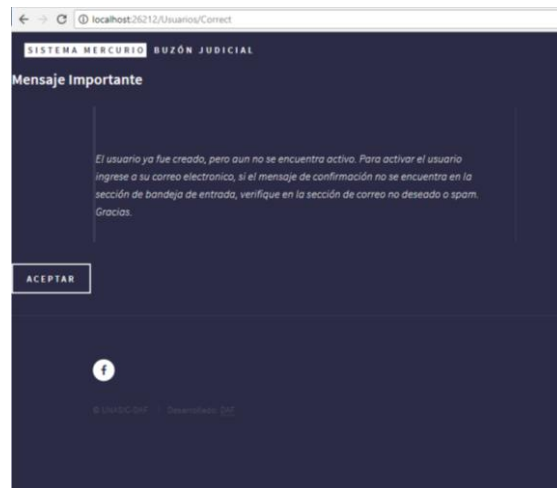 localhost:26212/Usuarios/Correct
SISTEMA MERCURIO BUZÓN JUDICIAL
Mensaje Importante
El usuario ya fue creado, pero aun no se encuentra activo. Para activar el usuario
ingrese a su correo electronico, si el mensaje de confirmación no se encuentra en la
sección de bandeja de entrada, verifique en la sección de correo no deseado o spam.
Gracias.
ACEPTAR
f
Desarrollado: